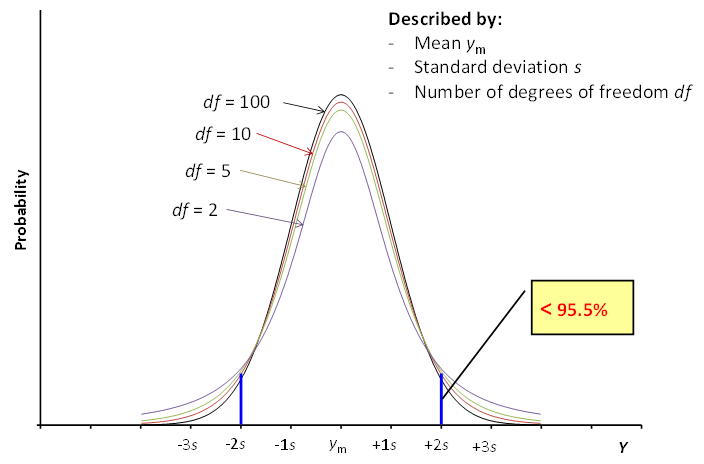 Described by:
- Mean ym
- Standard deviation s
- Number of degrees of freedom df
df = 100
df = 10
df = 5
df = 2
Probability
< 95.5%
-3s -2s -1s ym +1s +2s +3s Y